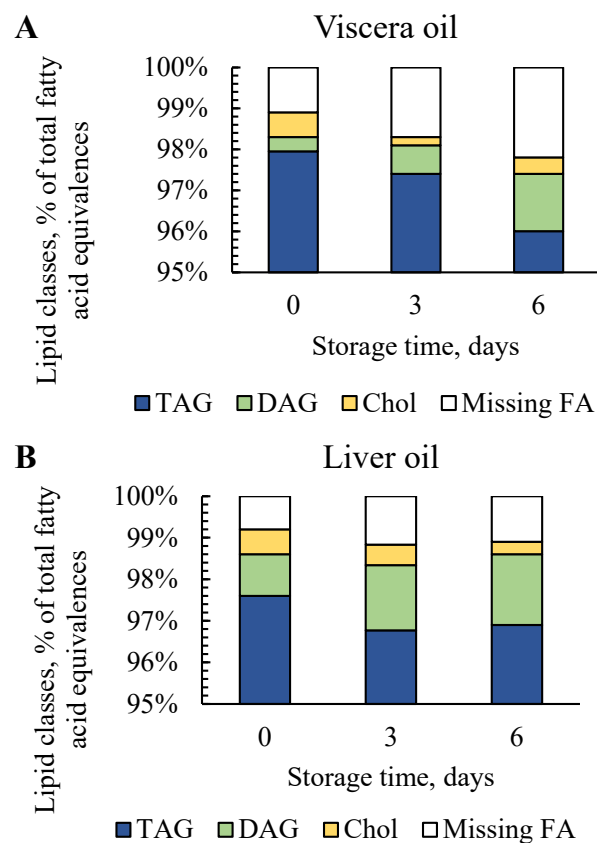 A
Viscera oil
Lipid classes, % of total fatty
acid equivalences
100%
99%
98%
97%
96%
95%
0 3 6
Storage time, days
TAG DAG Chol Missing FA
B
Liver oil
Lipid classes, % of total fatty
acid equivalences
100%
99%
98%
97%
96%
95%
0 3 6
Storage time, days
TAG DAG Chol Missing FA